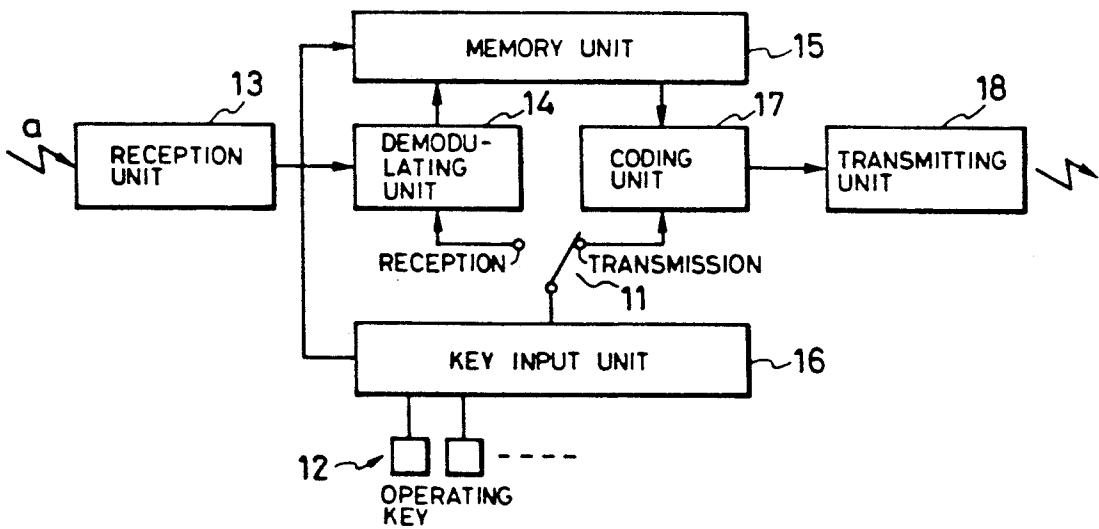 MEMORY UNIT
15
13
14
17
18
a
RECEPTION
UNIT
DEMODU-
LATING
UNIT
CODING
UNIT
TRANSMITTING
UNIT
RECEPTION
TRANSMISSION
11
KEY INPUT UNIT
16
12
OPERATING
KEY